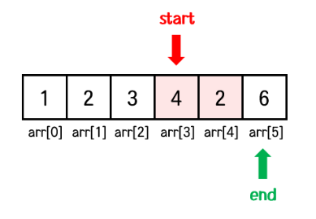 start
1 2 3 4 2 6
arr[0] arr[1] arr[2] arr[3] arr[4] arr[5]
end